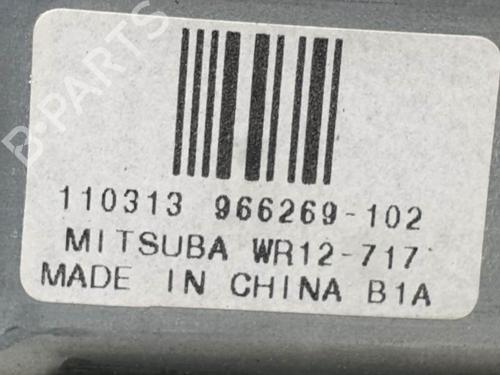 B-PARTS
110313 966269-102
MITSUBA WR12-717
MADE IN CHINA B1A